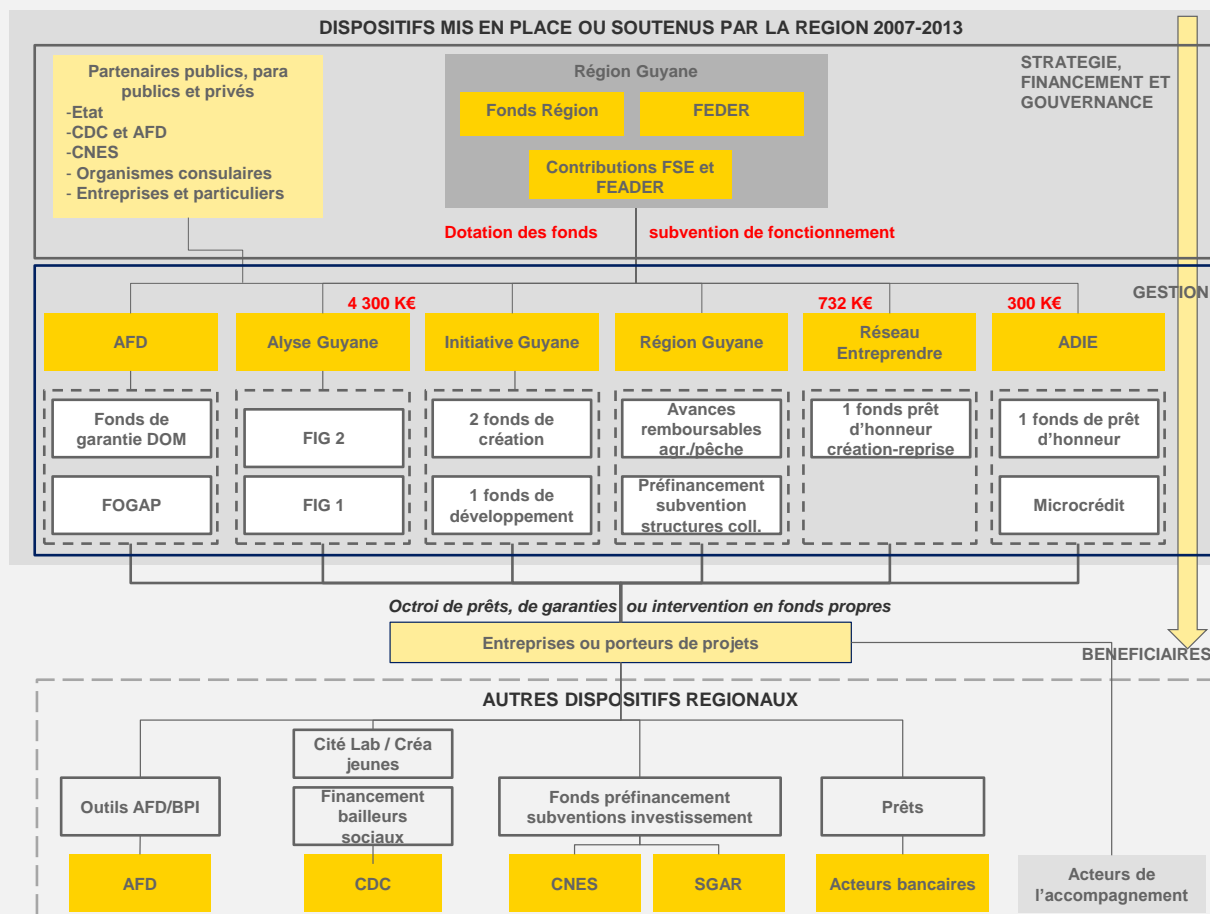 DISPOSITIFS MIS EN PLACE OU SOUTENUS PAR LA REGION 2007-2013
Partenaires publics, para
publics et privés
-Etat
-CDC et AFD
-CNES
- Organismes consulaires
- Entreprises et particuliers
Région Guyane
Fonds Région
FEDER
Contributions FSE et
FEADER
STRATEGIE,
FINANCEMENT ET
GOUVERNANCE
Dotation des fonds
subvention de fonctionnement
GESTION
4 300 K€
732 K€
300 K€
AFD
Alyse Guyane
Initiative Guyane
Région Guyane
Réseau
Entreprendre
ADIE
Fonds de
garantie DOM
FOGAP
FIG 2
FIG 1
2 fonds de
création
1 fonds de
développement
Avances
remboursables
agr./pêche
Préfinancement
subvention
structures coll.
1 fonds prêt
d'honneur
création-reprise
1 fonds de prêt
d'honneur
Microcrédit
Octroi de prêts, de garanties ou intervention en fonds propres
Entreprises ou porteurs de projets
BENEFICIAIRES
AUTRES DISPOSITIFS REGIONAUX
Cité Lab / Créa
jeunes
Outils AFD/BPI
Financement
bailleurs
sociaux
Fonds préfinancement
subventions investissement
Prêts
AFD
CDC
CNES
SGAR
Acteurs bancaires
Acteurs de
l'accompagnement